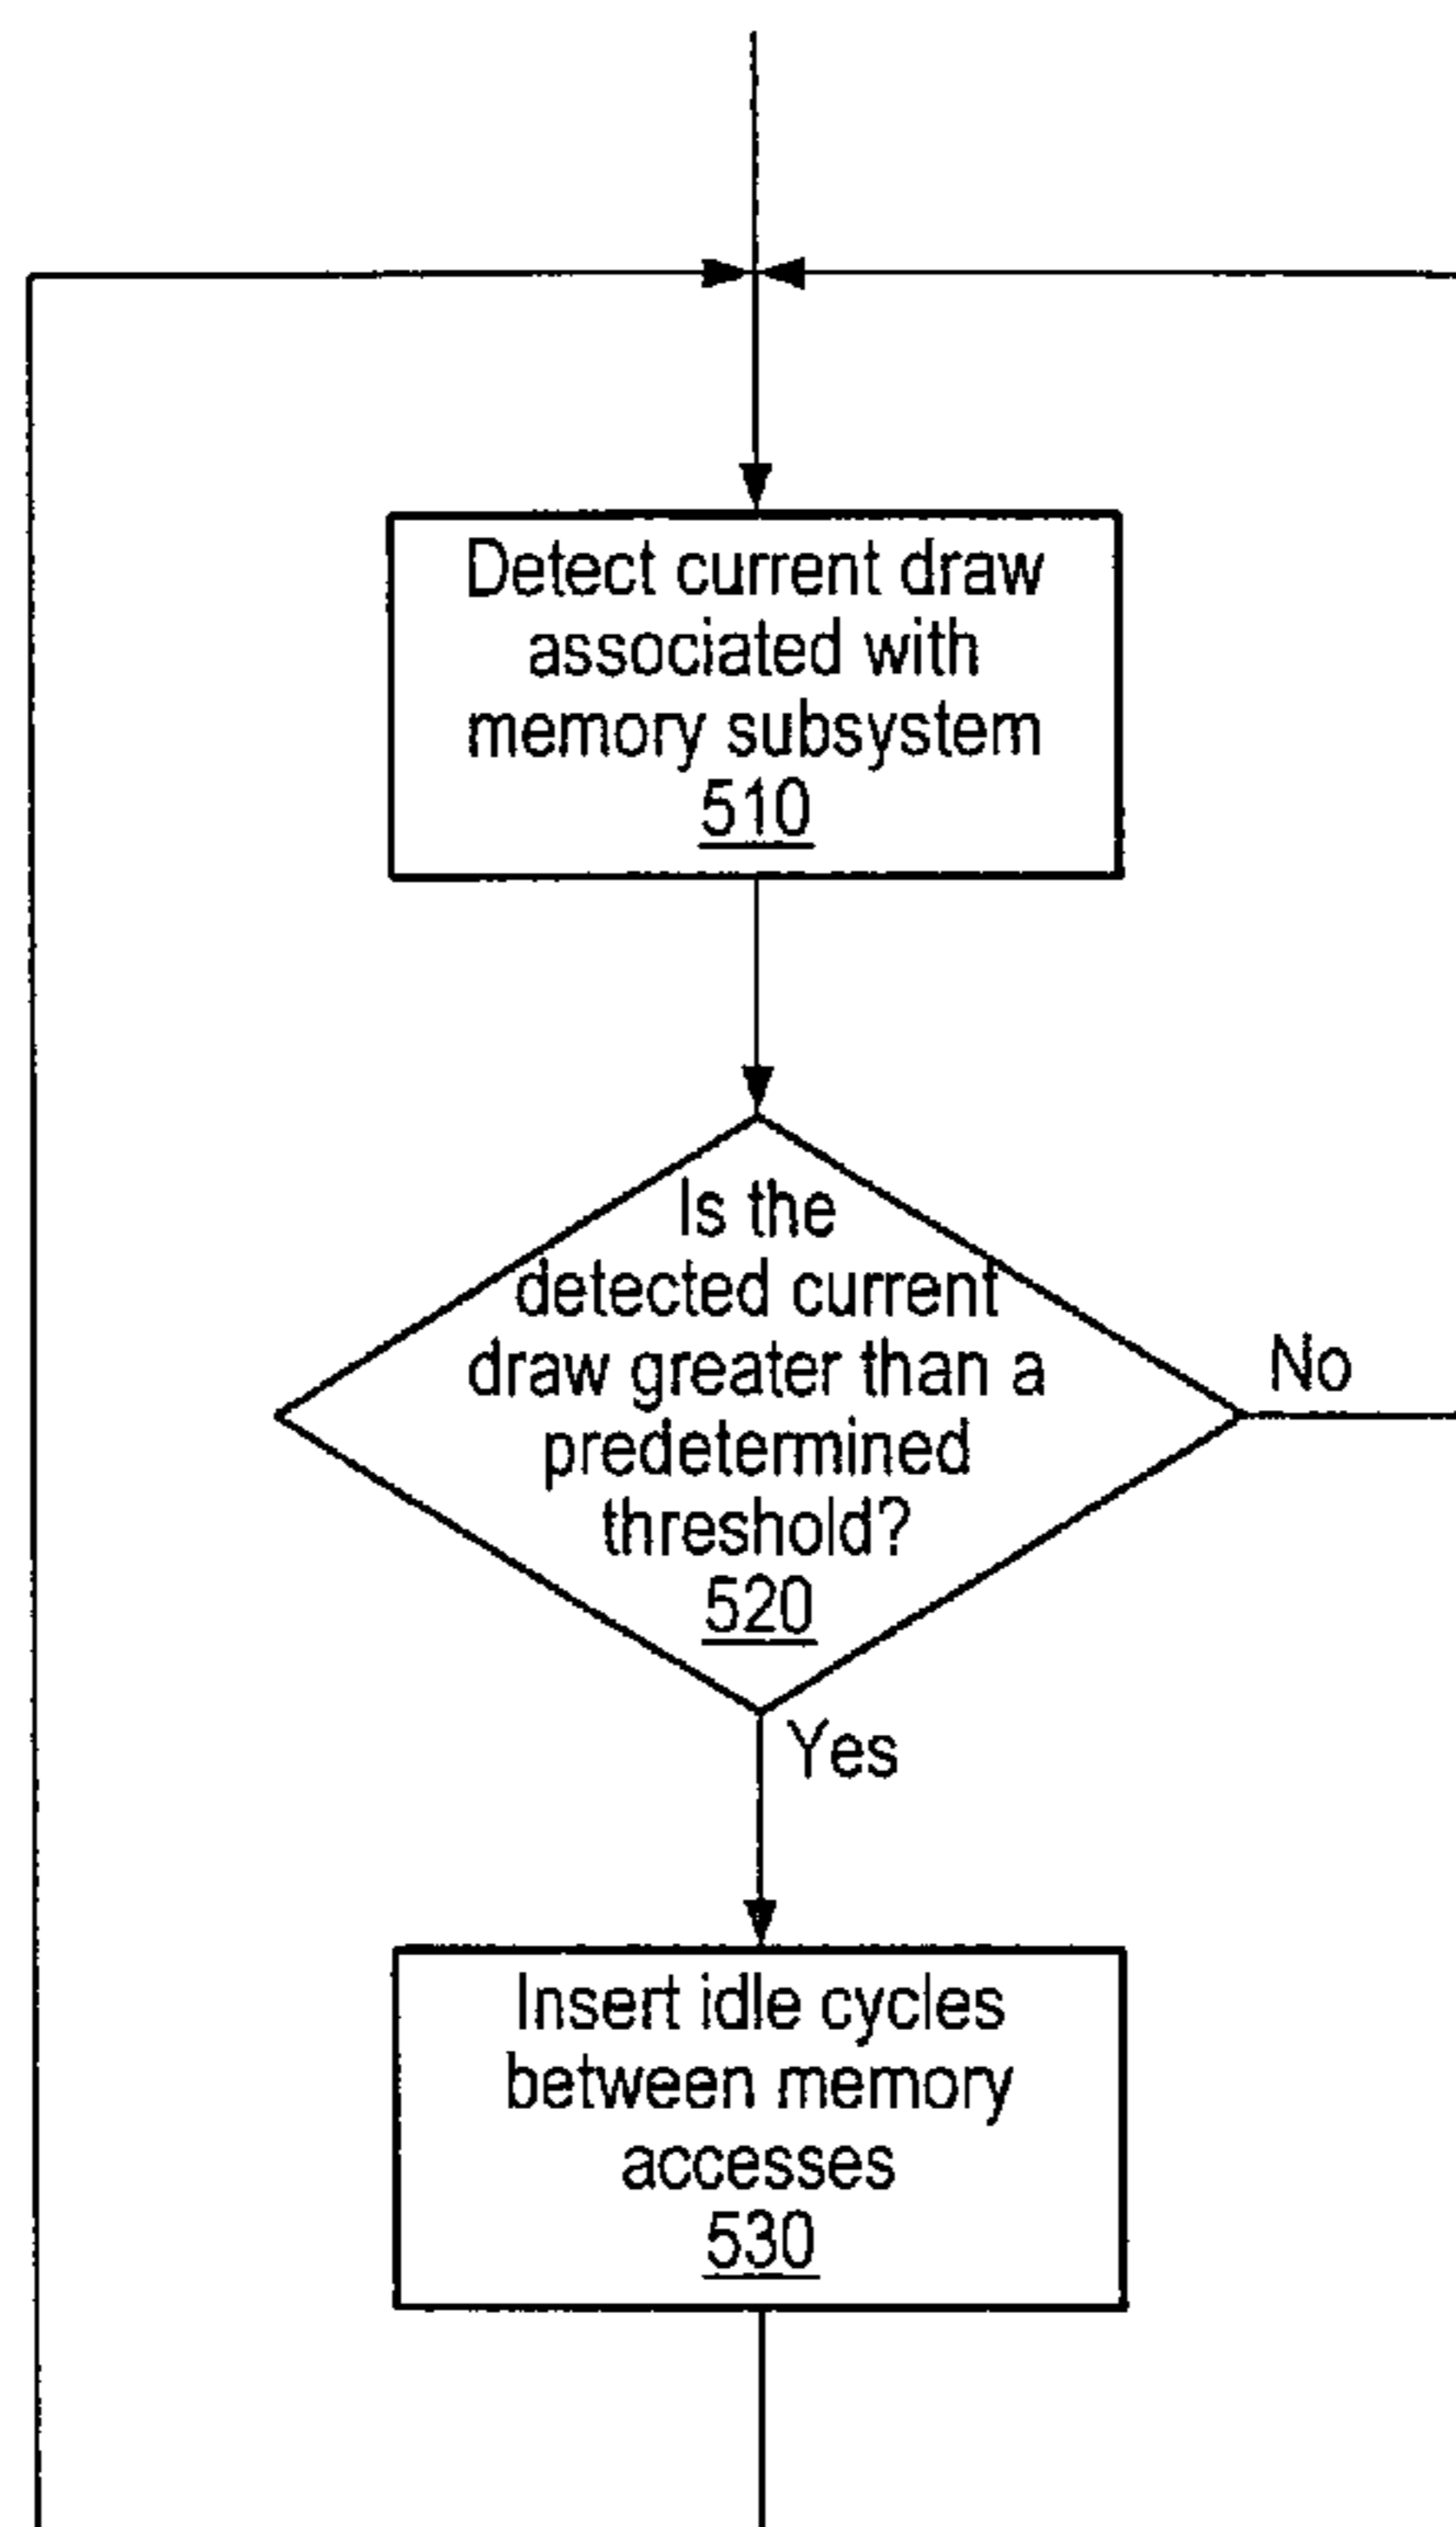 Detect current draw
associated with
memory subsystem
510
Is the
detected current
draw greater than a
predetermined
threshold?
520
No
Yes
Insert idle cycles
between memory
accesses
530